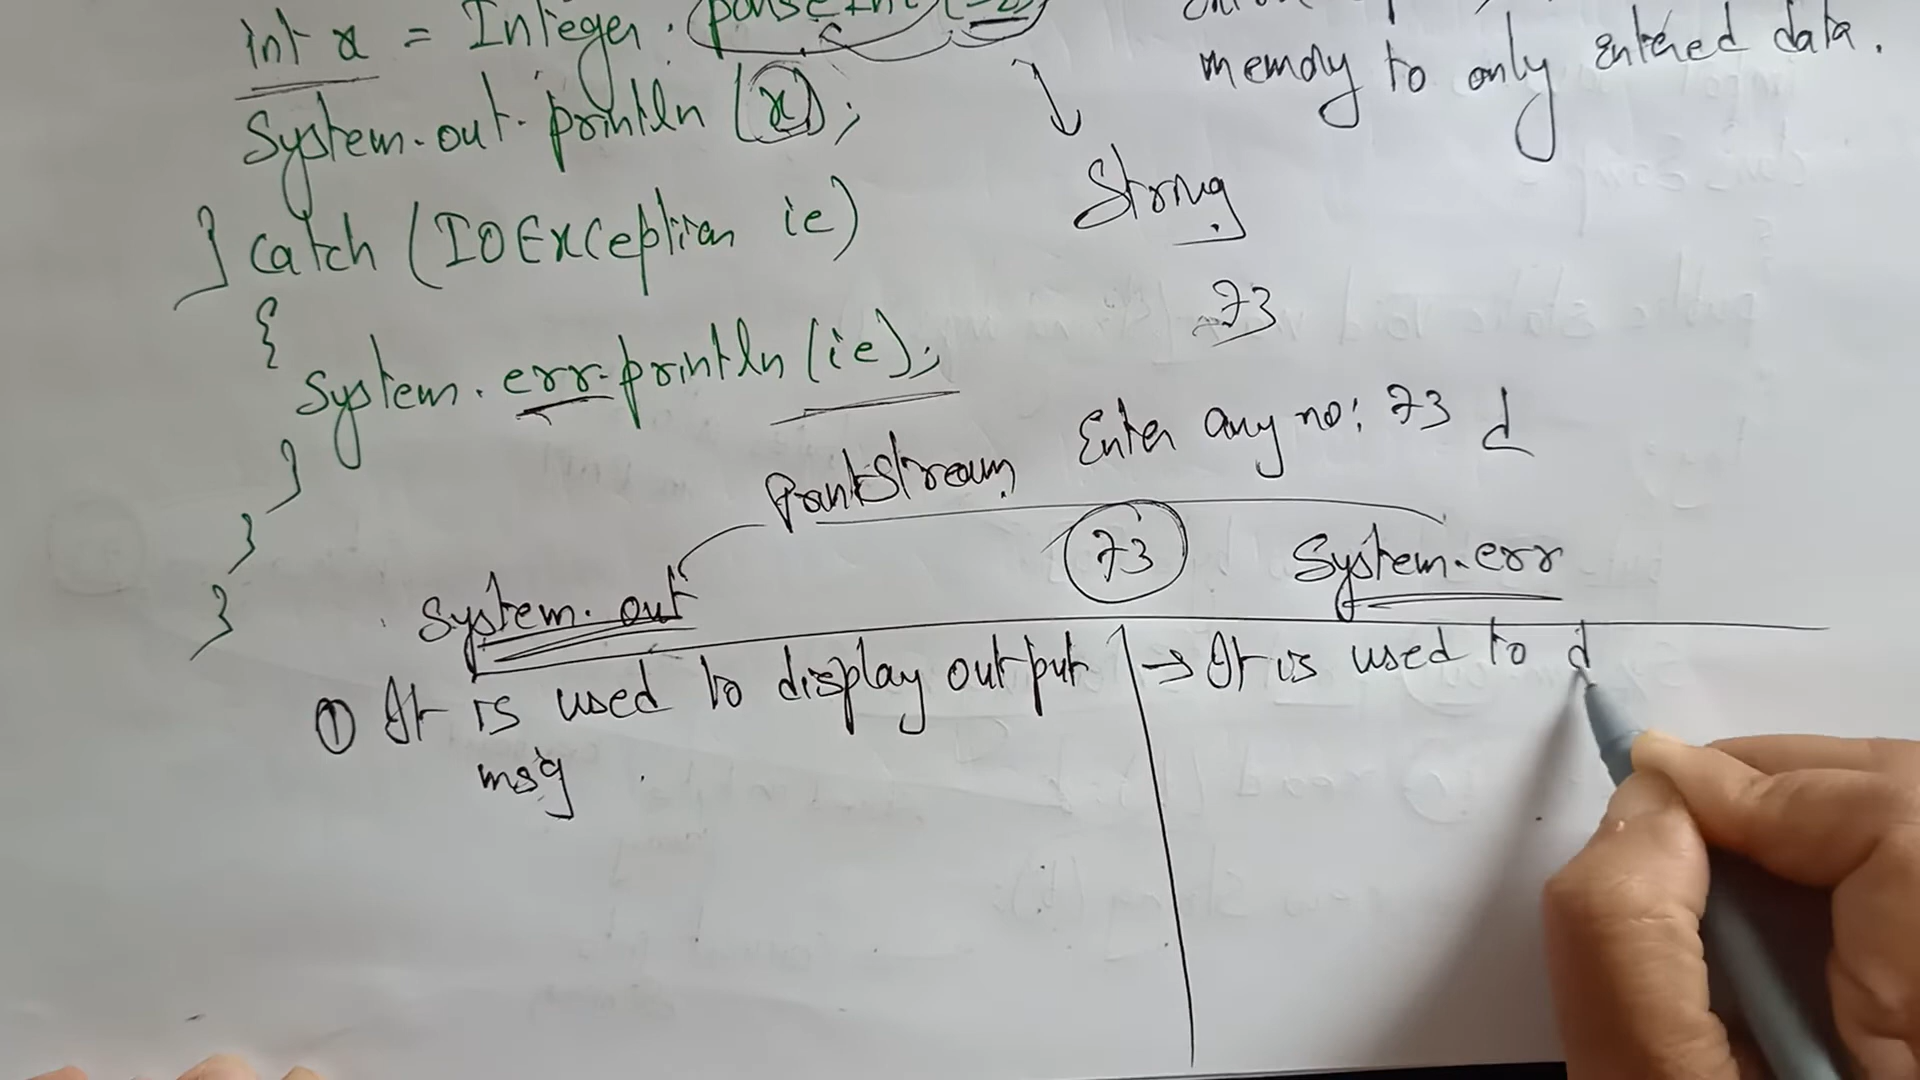 int x = Integer.parseInt(
System.out.println(x);
} catch (IOException ie)
{
System.err.println(ie);
}
}
}
memory to only entered data.
String
73
Enter any no: 73
PrintStream
73
System.out
System.err
① It is used to display output
msg
→ It is used to d